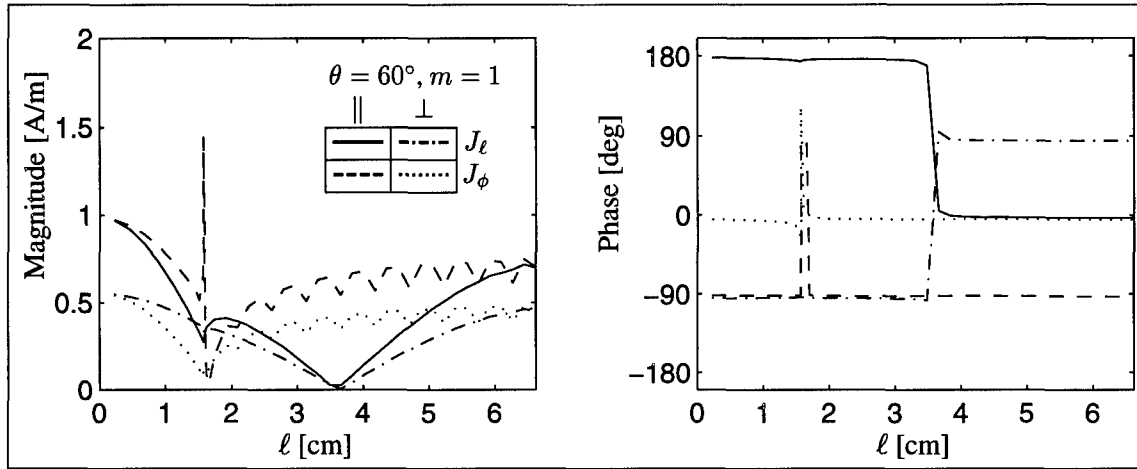 2
1.5
1
0.5
0
Magnitude [A/m]
θ = 60°, m = 1
∥ ⊥
J_ℓ
J_ϕ
0 1 2 3 4 5 6
ℓ [cm]
180
90
0
−90
−180
Phase [deg]
0 1 2 3 4 5 6
ℓ [cm]